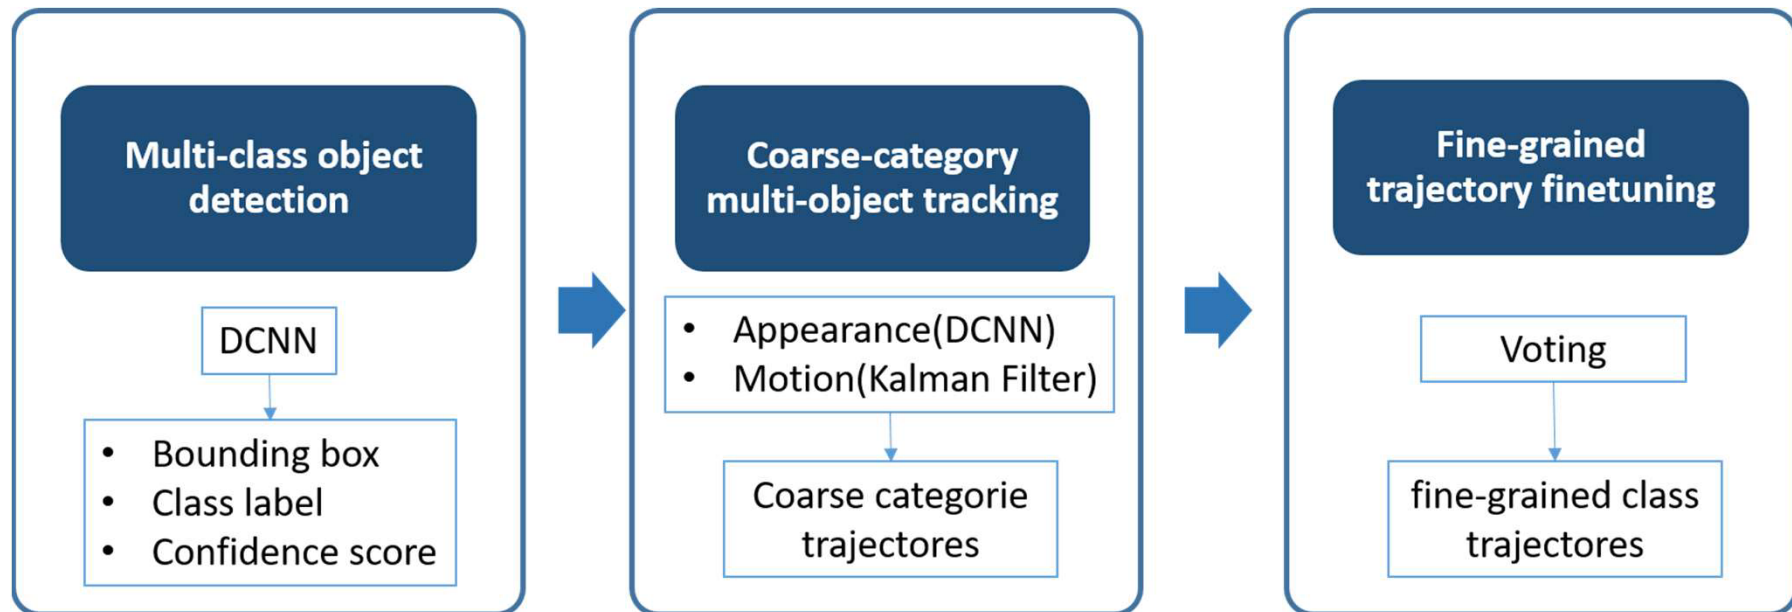 Multi-class object
detection
DCNN
• Bounding box
• Class label
• Confidence score
Coarse-category
multi-object tracking
• Appearance(DCNN)
• Motion(Kalman Filter)
Coarse categorie
trajectores
Fine-grained
trajectory finetuning
Voting
fine-grained class
trajectores